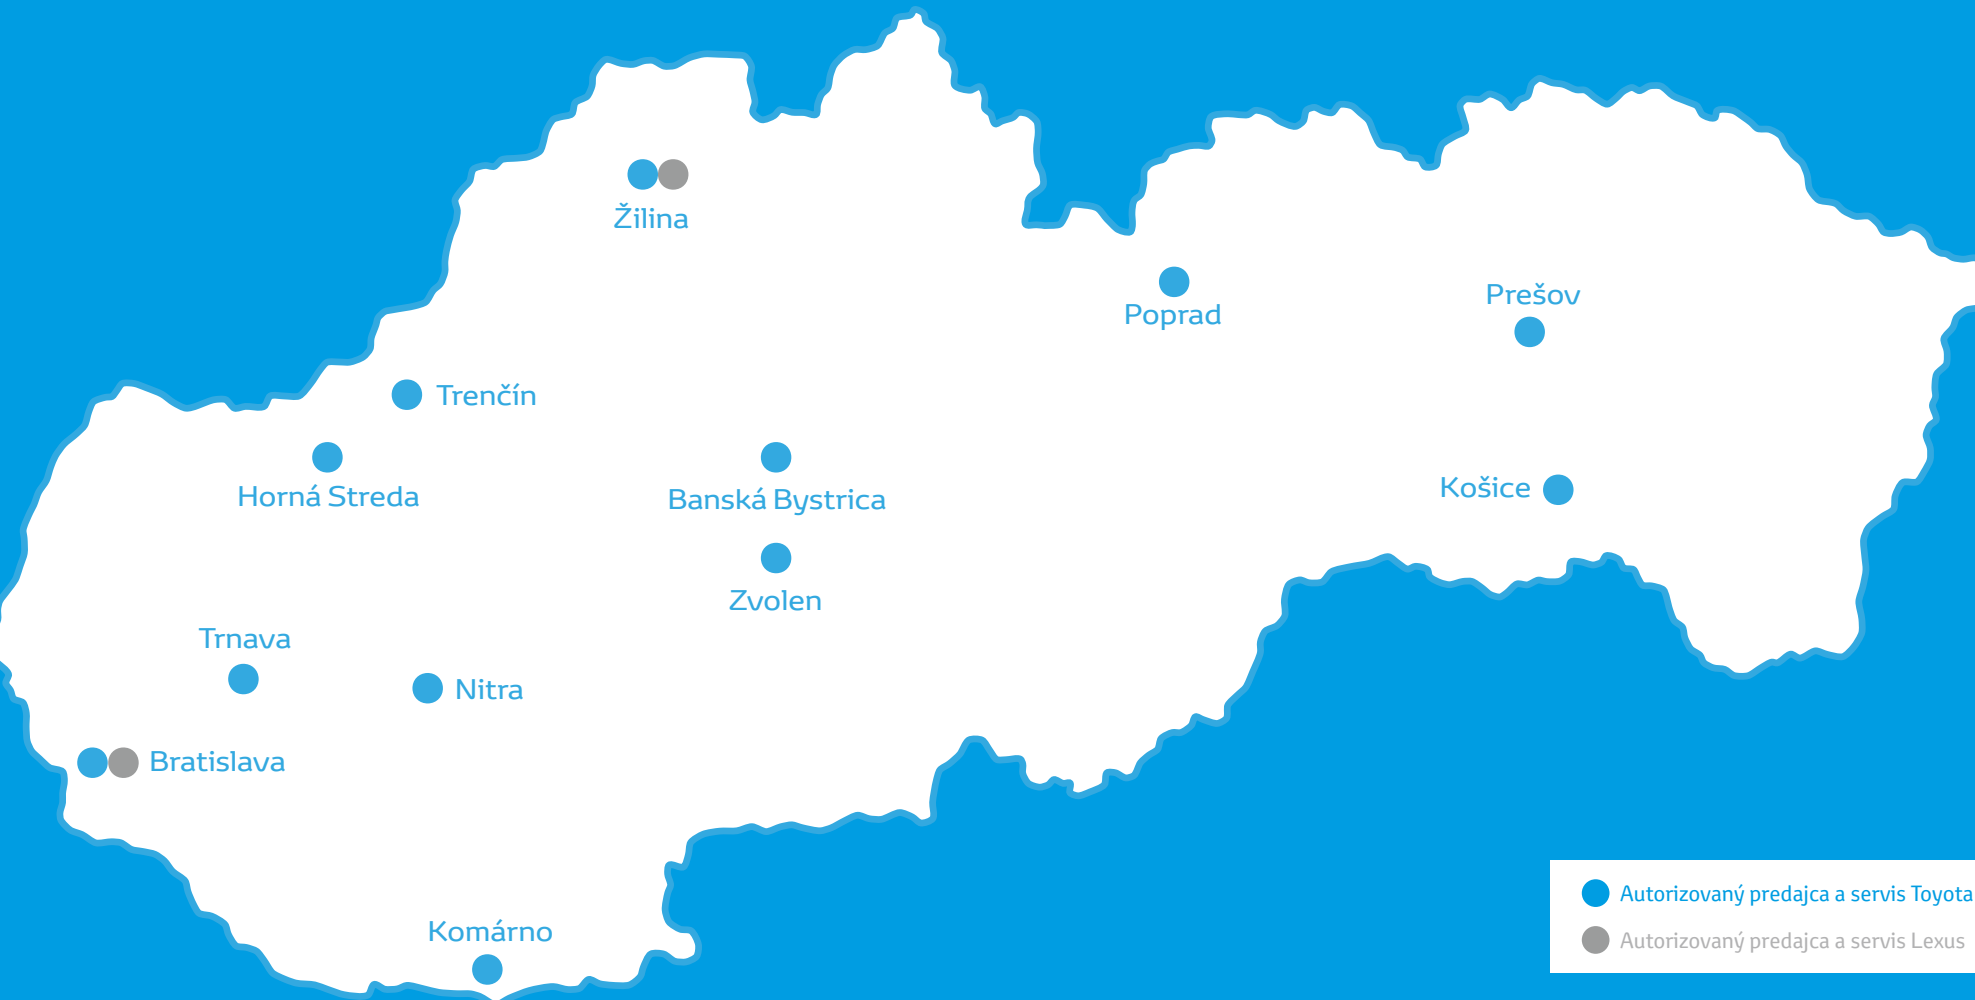 Žilina
Poprad
Prešov
Trenčín
Horná Streda
Banská Bystrica
Košice
Zvolen
Trnava
Nitra
Bratislava
Komárno
Autorizovaný predajca a servis Toyota
Autorizovaný predajca a servis Lexus